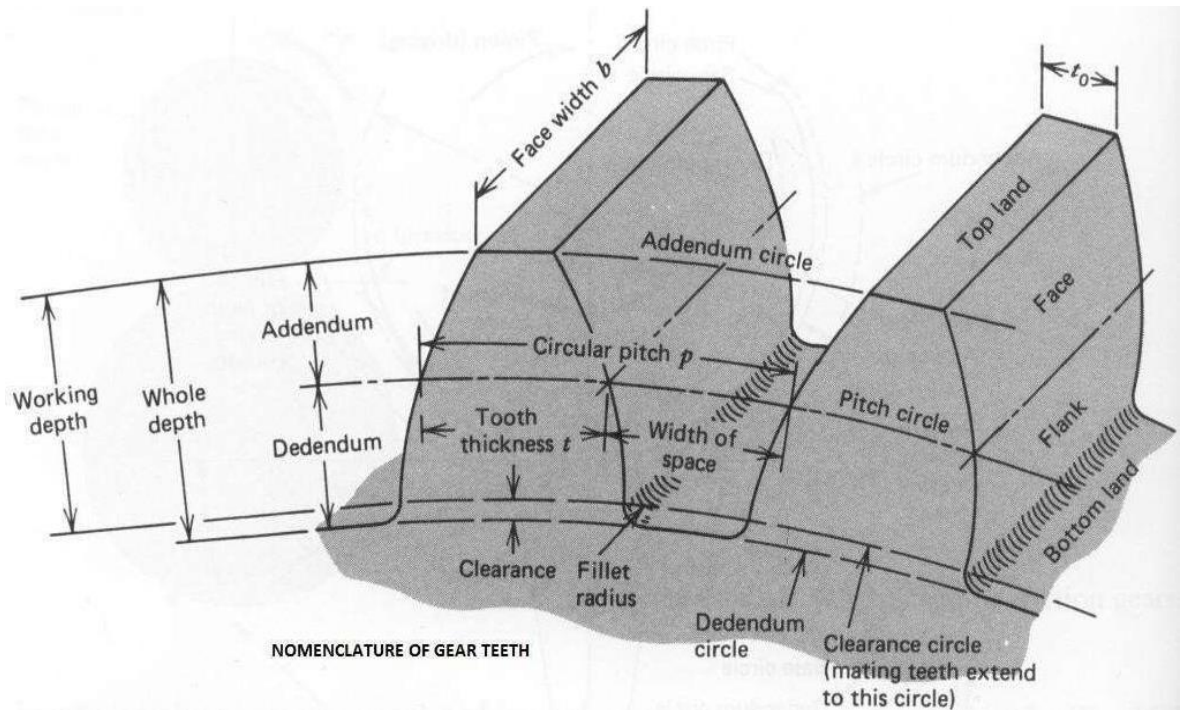 Face width b
t₀
Top land
Face
Flank
Bottom land
Addendum circle
Addendum
Circular pitch p
Pitch circle
Working
depth
Whole
depth
Dedendum
Tooth
thickness t
Width of
space
Clearance
Fillet
radius
Dedendum
circle
Clearance circle
(mating teeth extend
to this circle)
NOMENCLATURE OF GEAR TEETH